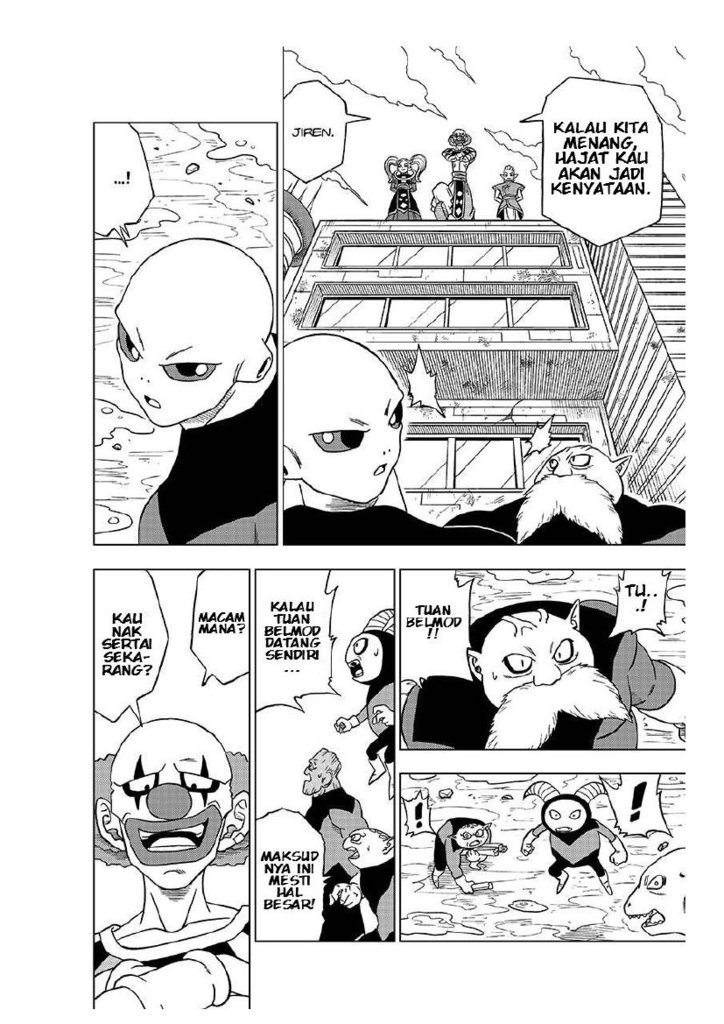 KALAU KITA
MENANG,
HAJAT KAU
AKAN JADI
KENYATAAN.
JIREN.
...!
TU..
.!
TUAN
BELMOD
!!
!
!
KALAU
TUAN
BELMOD
DATANG
SENDIRI
...
MAKSUD
NYA INI
MESTI
HAL
BESAR!
MACAM
MANA?
KAU
NAK
SERTAI
SEKA-
RANG?